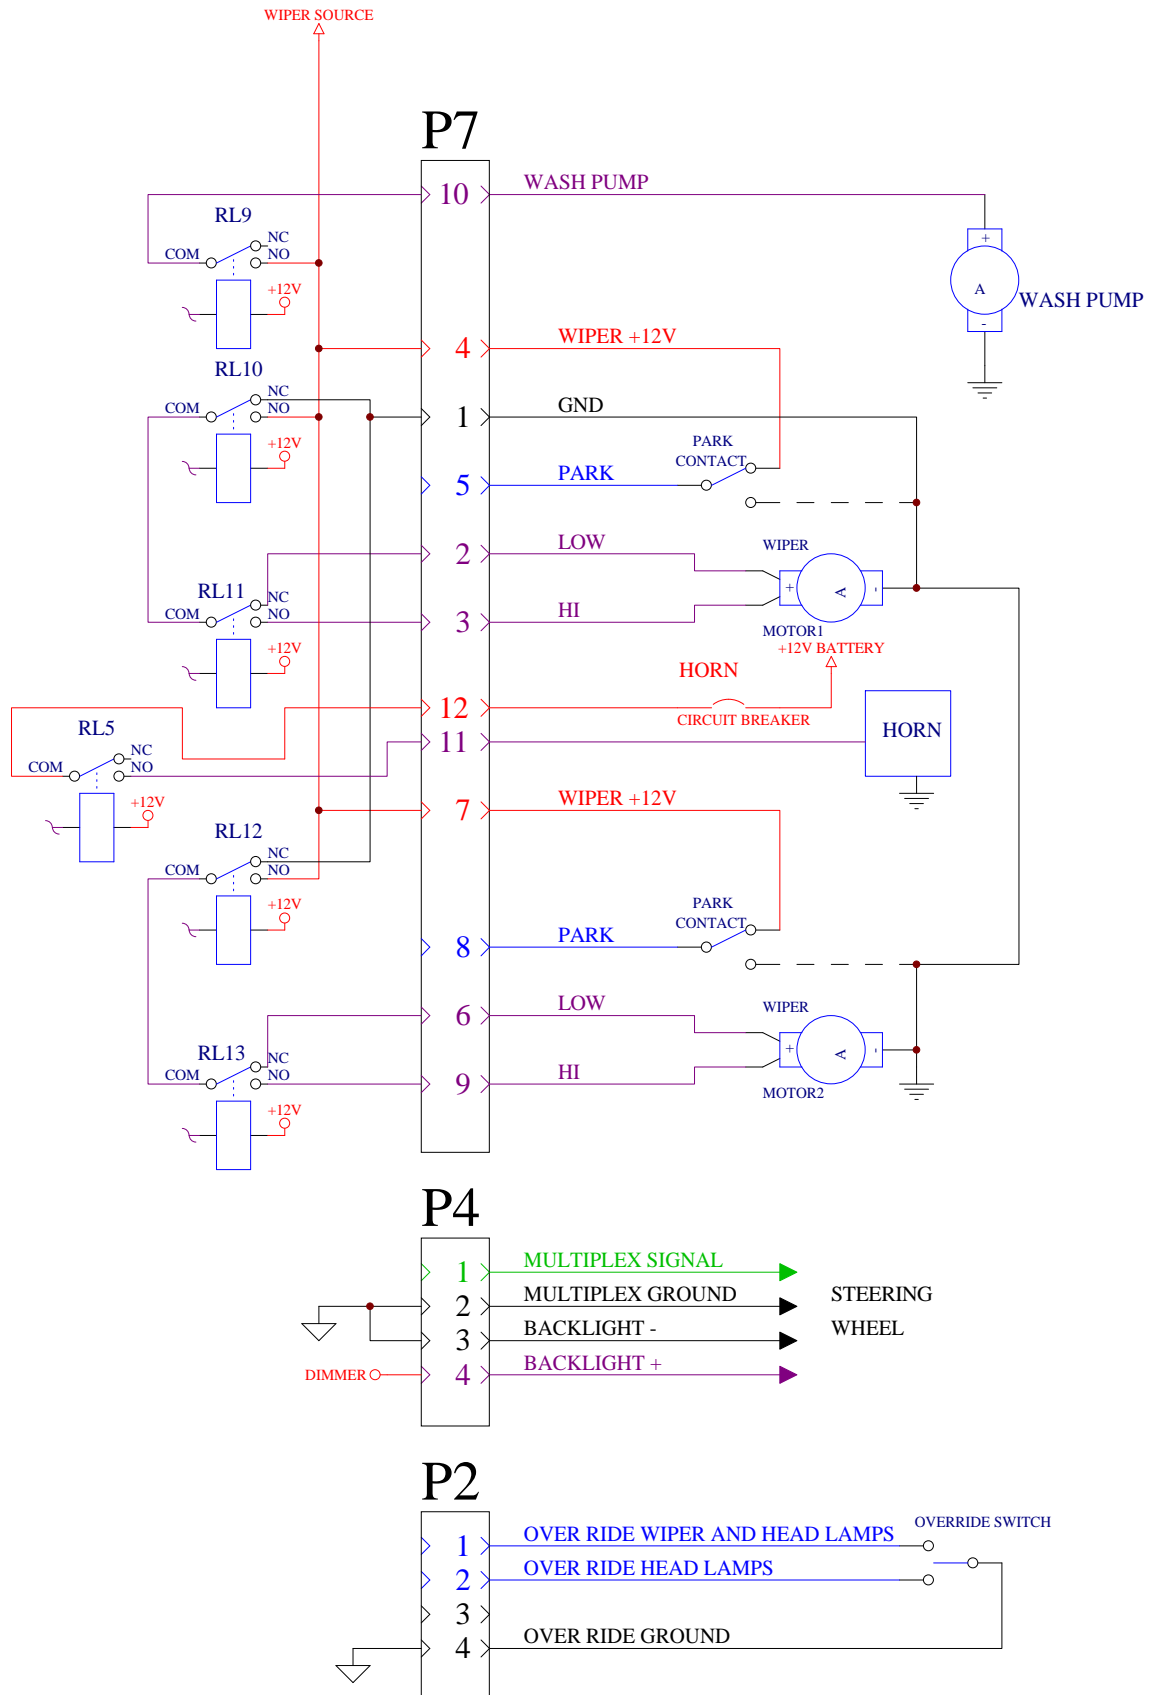 WIPER SOURCE
P7
10 WASH PUMP
RL9
NC
COM NO
+12V
A
+
-
WASH PUMP
4 WIPER +12V
RL10
NC
COM NO
+12V
1 GND
PARK
CONTACT
5 PARK
2 LOW
WIPER
+ A -
MOTOR1
RL11
NC
COM NO
+12V
3 HI
+12V BATTERY
HORN
12
CIRCUIT BREAKER
11
HORN
RL5
NC
COM NO
+12V
7 WIPER +12V
RL12
NC
COM NO
+12V
PARK
CONTACT
8 PARK
6 LOW
WIPER
+ A -
MOTOR2
RL13
NC
COM NO
+12V
9 HI
P4
1 MULTIPLEX SIGNAL
2 MULTIPLEX GROUND
STEERING
3 BACKLIGHT -
WHEEL
DIMMER 4 BACKLIGHT +
P2
OVERRIDE SWITCH
1 OVER RIDE WIPER AND HEAD LAMPS
2 OVER RIDE HEAD LAMPS
3
4 OVER RIDE GROUND